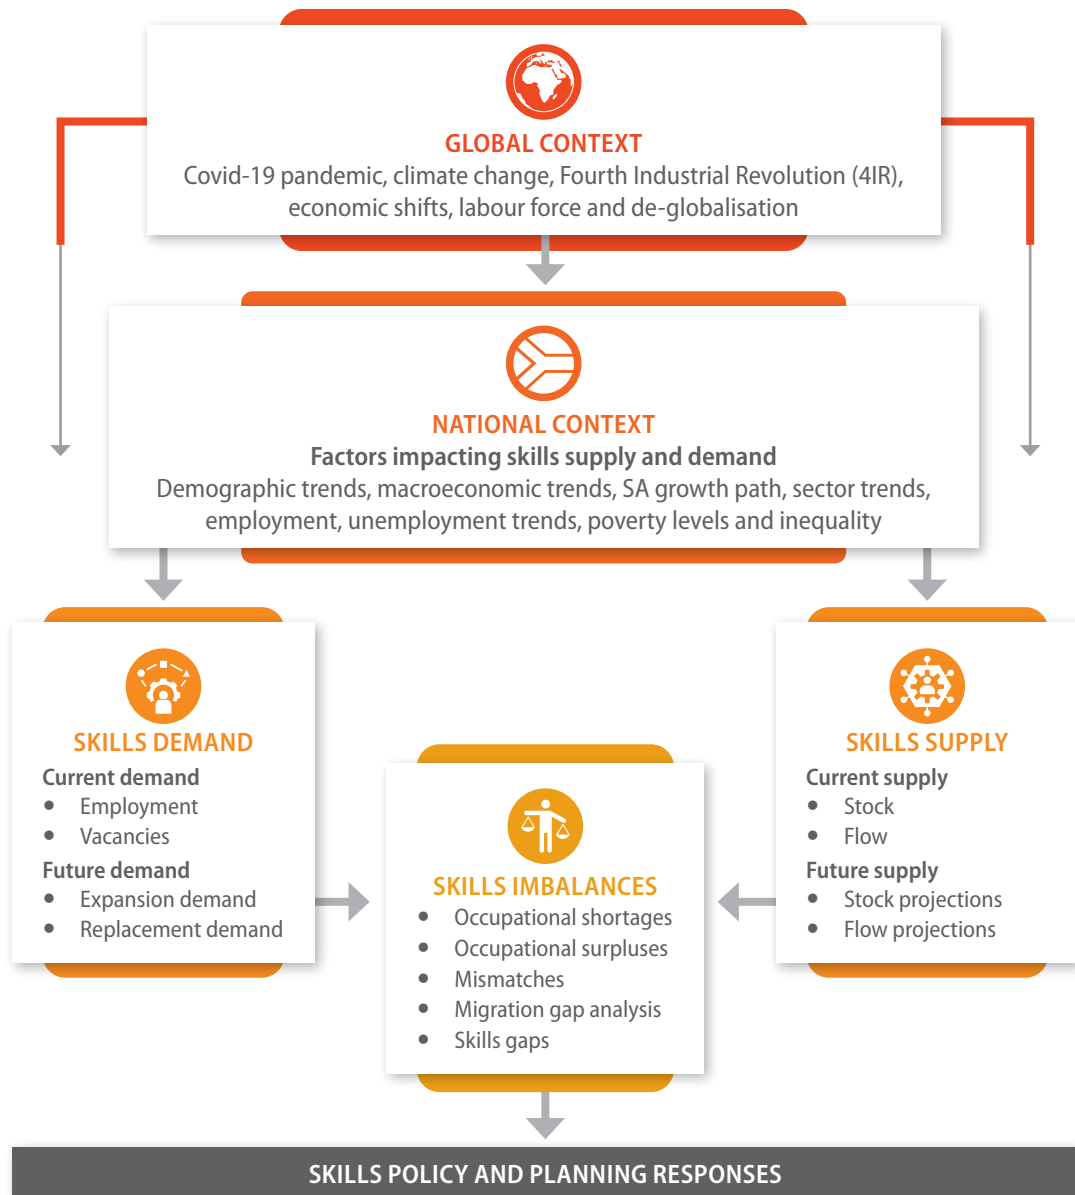 GLOBAL CONTEXT
Covid-19 pandemic, climate change, Fourth Industrial Revolution (4IR),
economic shifts, labour force and de-globalisation
NATIONAL CONTEXT
Factors impacting skills supply and demand
Demographic trends, macroeconomic trends, SA growth path, sector trends,
employment, unemployment trends, poverty levels and inequality
SKILLS DEMAND
Current demand
• Employment
• Vacancies
Future demand
• Expansion demand
• Replacement demand
SKILLS IMBALANCES
• Occupational shortages
• Occupational surpluses
• Mismatches
• Migration gap analysis
• Skills gaps
SKILLS SUPPLY
Current supply
• Stock
• Flow
Future supply
• Stock projections
• Flow projections
SKILLS POLICY AND PLANNING RESPONSES